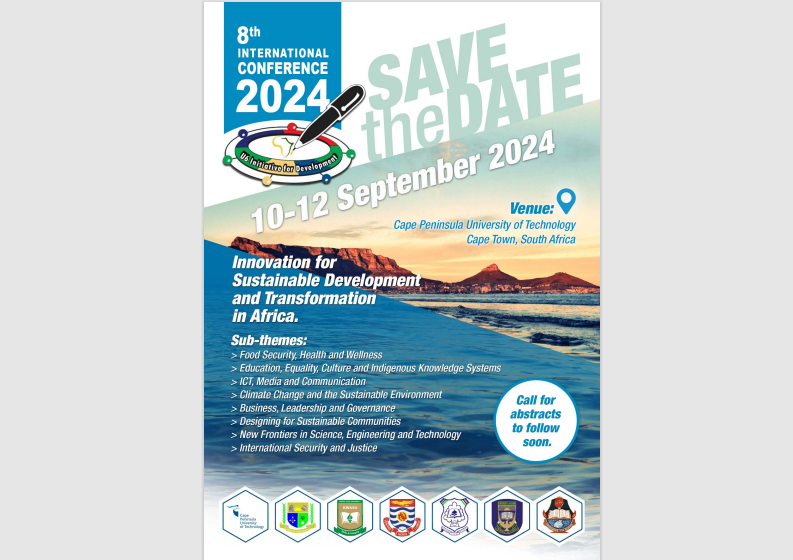 8th
INTERNATIONAL
CONFERENCE
2024
SAVE
the DATE
U6 Initiative for Development
10-12 September 2024
Venue:
Cape Peninsula University of Technology
Cape Town, South Africa
Innovation for
Sustainable Development
and Transformation
in Africa.
Sub-themes:
> Food Security, Health and Wellness
> Education, Equality, Culture and Indigenous Knowledge Systems
> ICT, Media and Communication
> Climate Change and the Sustainable Environment
> Business, Leadership and Governance
> Designing for Sustainable Communities
> New Frontiers in Science, Engineering and Technology
> International Security and Justice
Call for
abstracts
to follow
soon.
Cape
Peninsula
University
of Technology